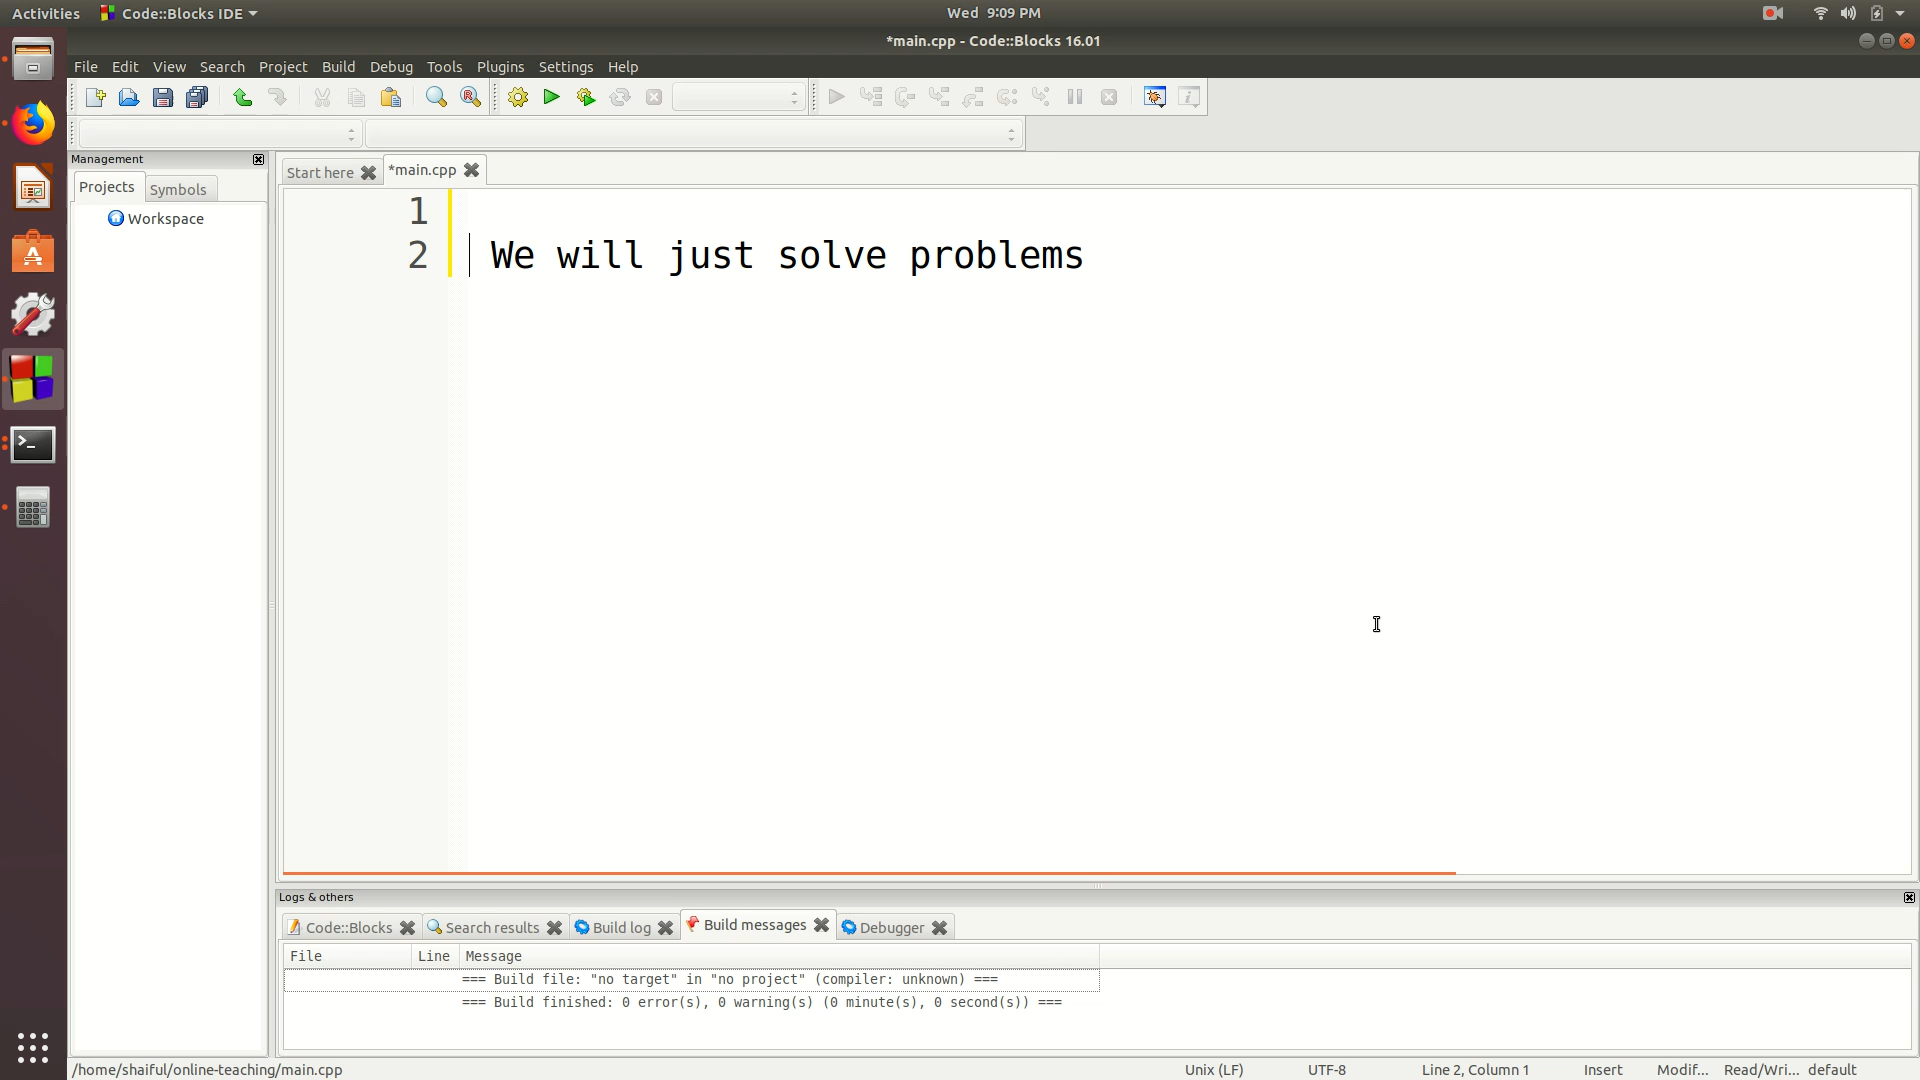 Activities Code::Blocks IDE Wed 9:09 PM
*main.cpp - Code::Blocks 16.01
File Edit View Search Project Build Debug Tools Plugins Settings Help
Management
Start here *main.cpp
Projects Symbols
Workspace
1
2 We will just solve problems
Logs & others
Code::Blocks Search results Build log Build messages Debugger
File Line Message
=== Build file: "no target" in "no project" (compiler: unknown) ===
=== Build finished: 0 error(s), 0 warning(s) (0 minute(s), 0 second(s)) ===
/home/shaiful/online-teaching/main.cpp Unix (LF) UTF-8 Line 2, Column 1 Insert Modif... Read/Wri... default